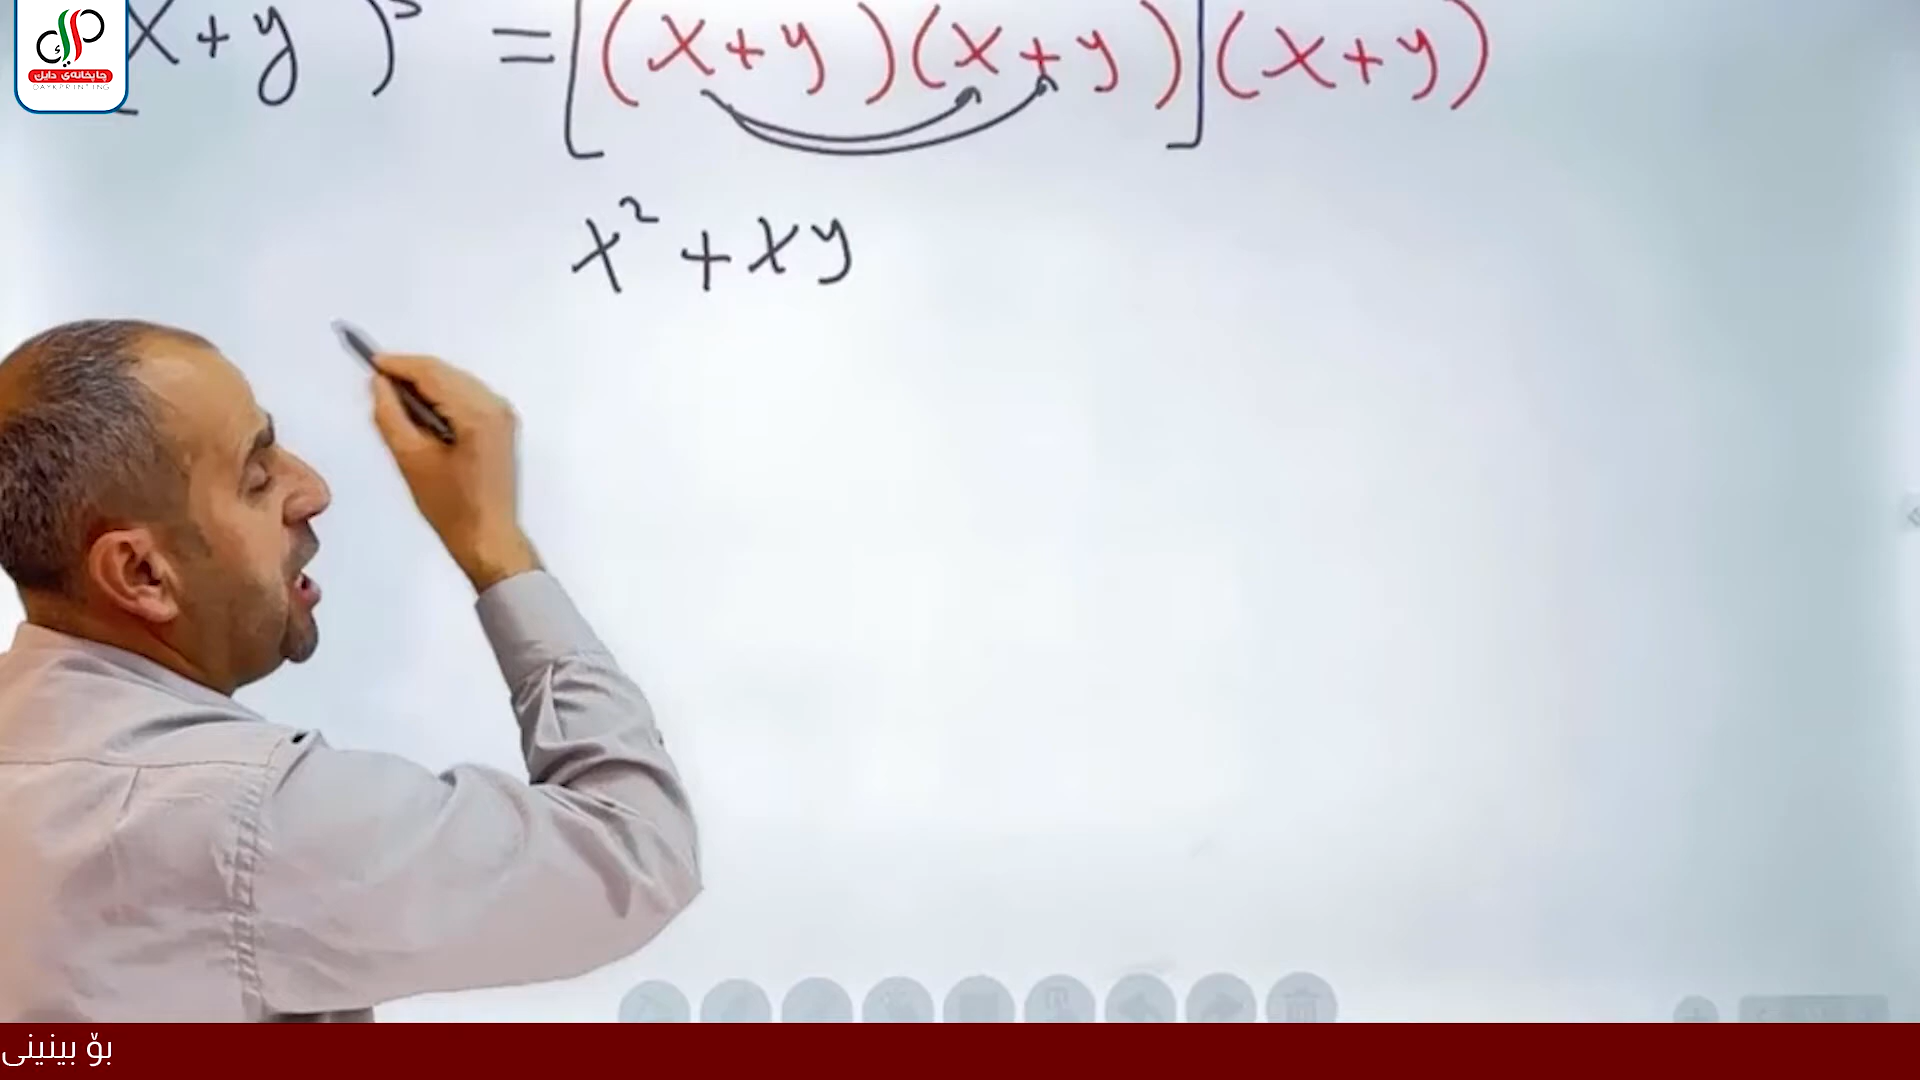 چاپخانەی دایک
DAYKPRINTING
(x+y)³ = [(x+y)(x+y)](x+y)
x² + xy
بۆ بینینی